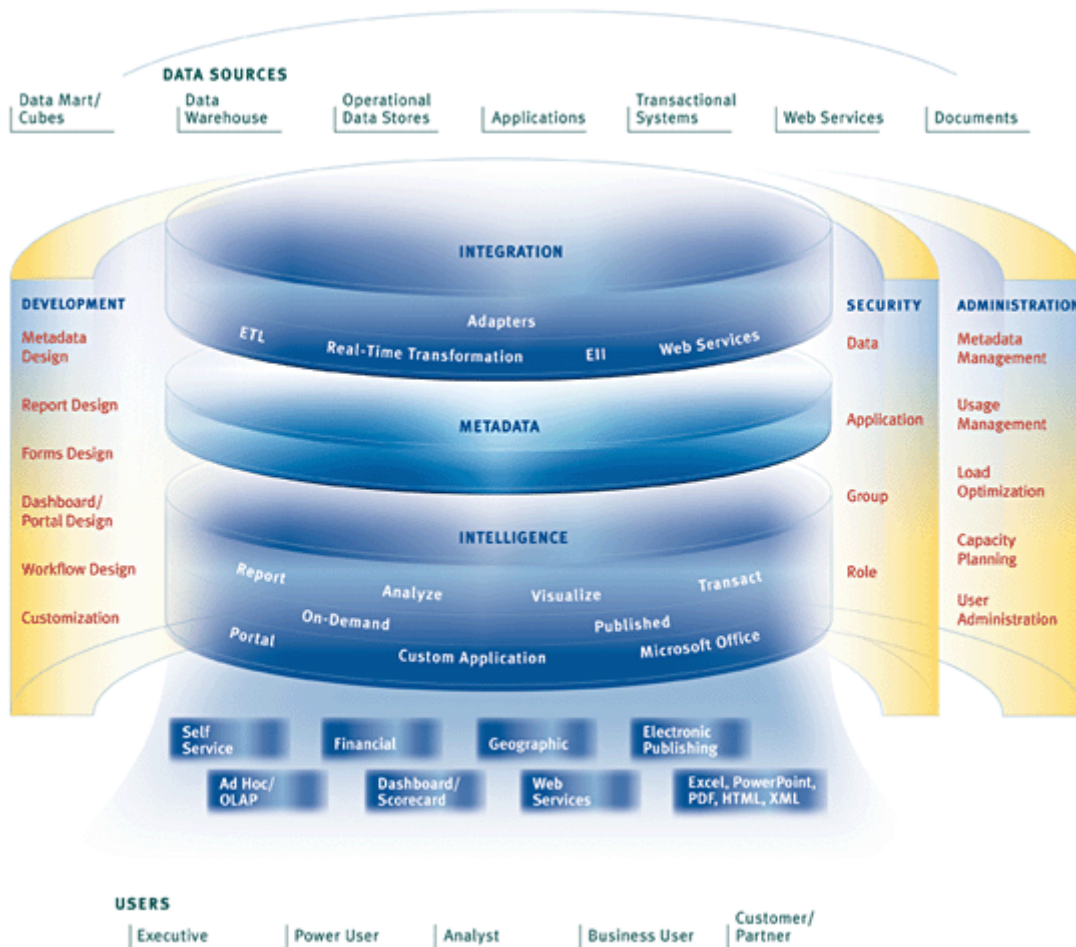 DATA SOURCES
Data Mart/
Cubes
Data
Warehouse
Operational
Data Stores
Applications
Transactional
Systems
Web Services
Documents
INTEGRATION
Adapters
ETL
Real-Time Transformation
EII
Web Services
METADATA
INTELLIGENCE
Report
Analyze
Visualize
Transact
On-Demand
Published
Portal
Custom Application
Microsoft Office
DEVELOPMENT
Metadata
Design
Report Design
Forms Design
Dashboard/
Portal Design
Workflow Design
Customization
SECURITY
Data
Application
Group
Role
ADMINISTRATION
Metadata
Management
Usage
Management
Load
Optimization
Capacity
Planning
User
Administration
Self
Service
Financial
Geographic
Electronic
Publishing
Ad Hoc/
OLAP
Dashboard/
Scorecard
Web
Services
Excel, PowerPoint,
PDF, HTML, XML
USERS
Executive
Power User
Analyst
Business User
Customer/
Partner